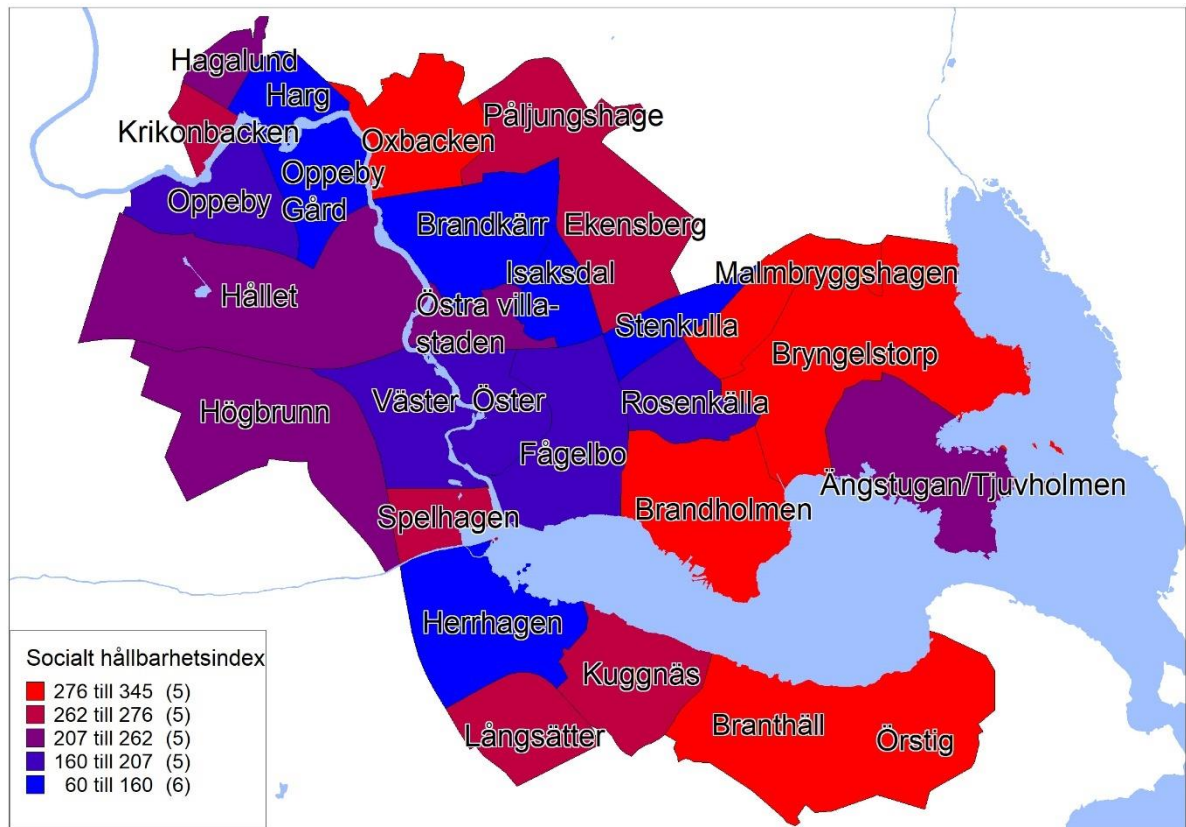 Hagalund
Harg
Krikonbacken
Oxbacken
Påljungshage
Oppeby
Oppeby
Gård
Brandkärr
Ekensberg
Isaksdal
Malmbryggshagen
Hållet
Östra villa-
staden
Stenkulla
Bryngelstorp
Högbrunn
Väster
Öster
Rosenkälla
Fågelbo
Ängstugan/Tjuvholmen
Spelhagen
Brandholmen
Herrhagen
Kuggnäs
Långsätter
Branthäll
Örstig
Socialt hållbarhetsindex
276 till 345 (5)
262 till 276 (5)
207 till 262 (5)
160 till 207 (5)
60 till 160 (6)